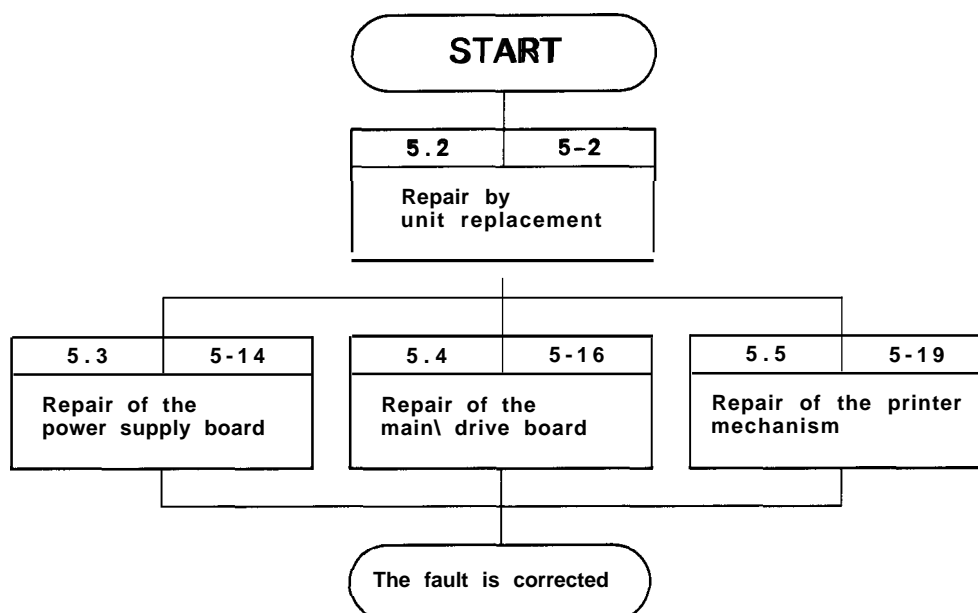 START
5.2 5-2
Repair by
unit replacement
5.3 5-14
Repair of the
power supply board
5.4 5-16
Repair of the
main\ drive board
5.5 5-19
Repair of the printer
mechanism
The fault is corrected